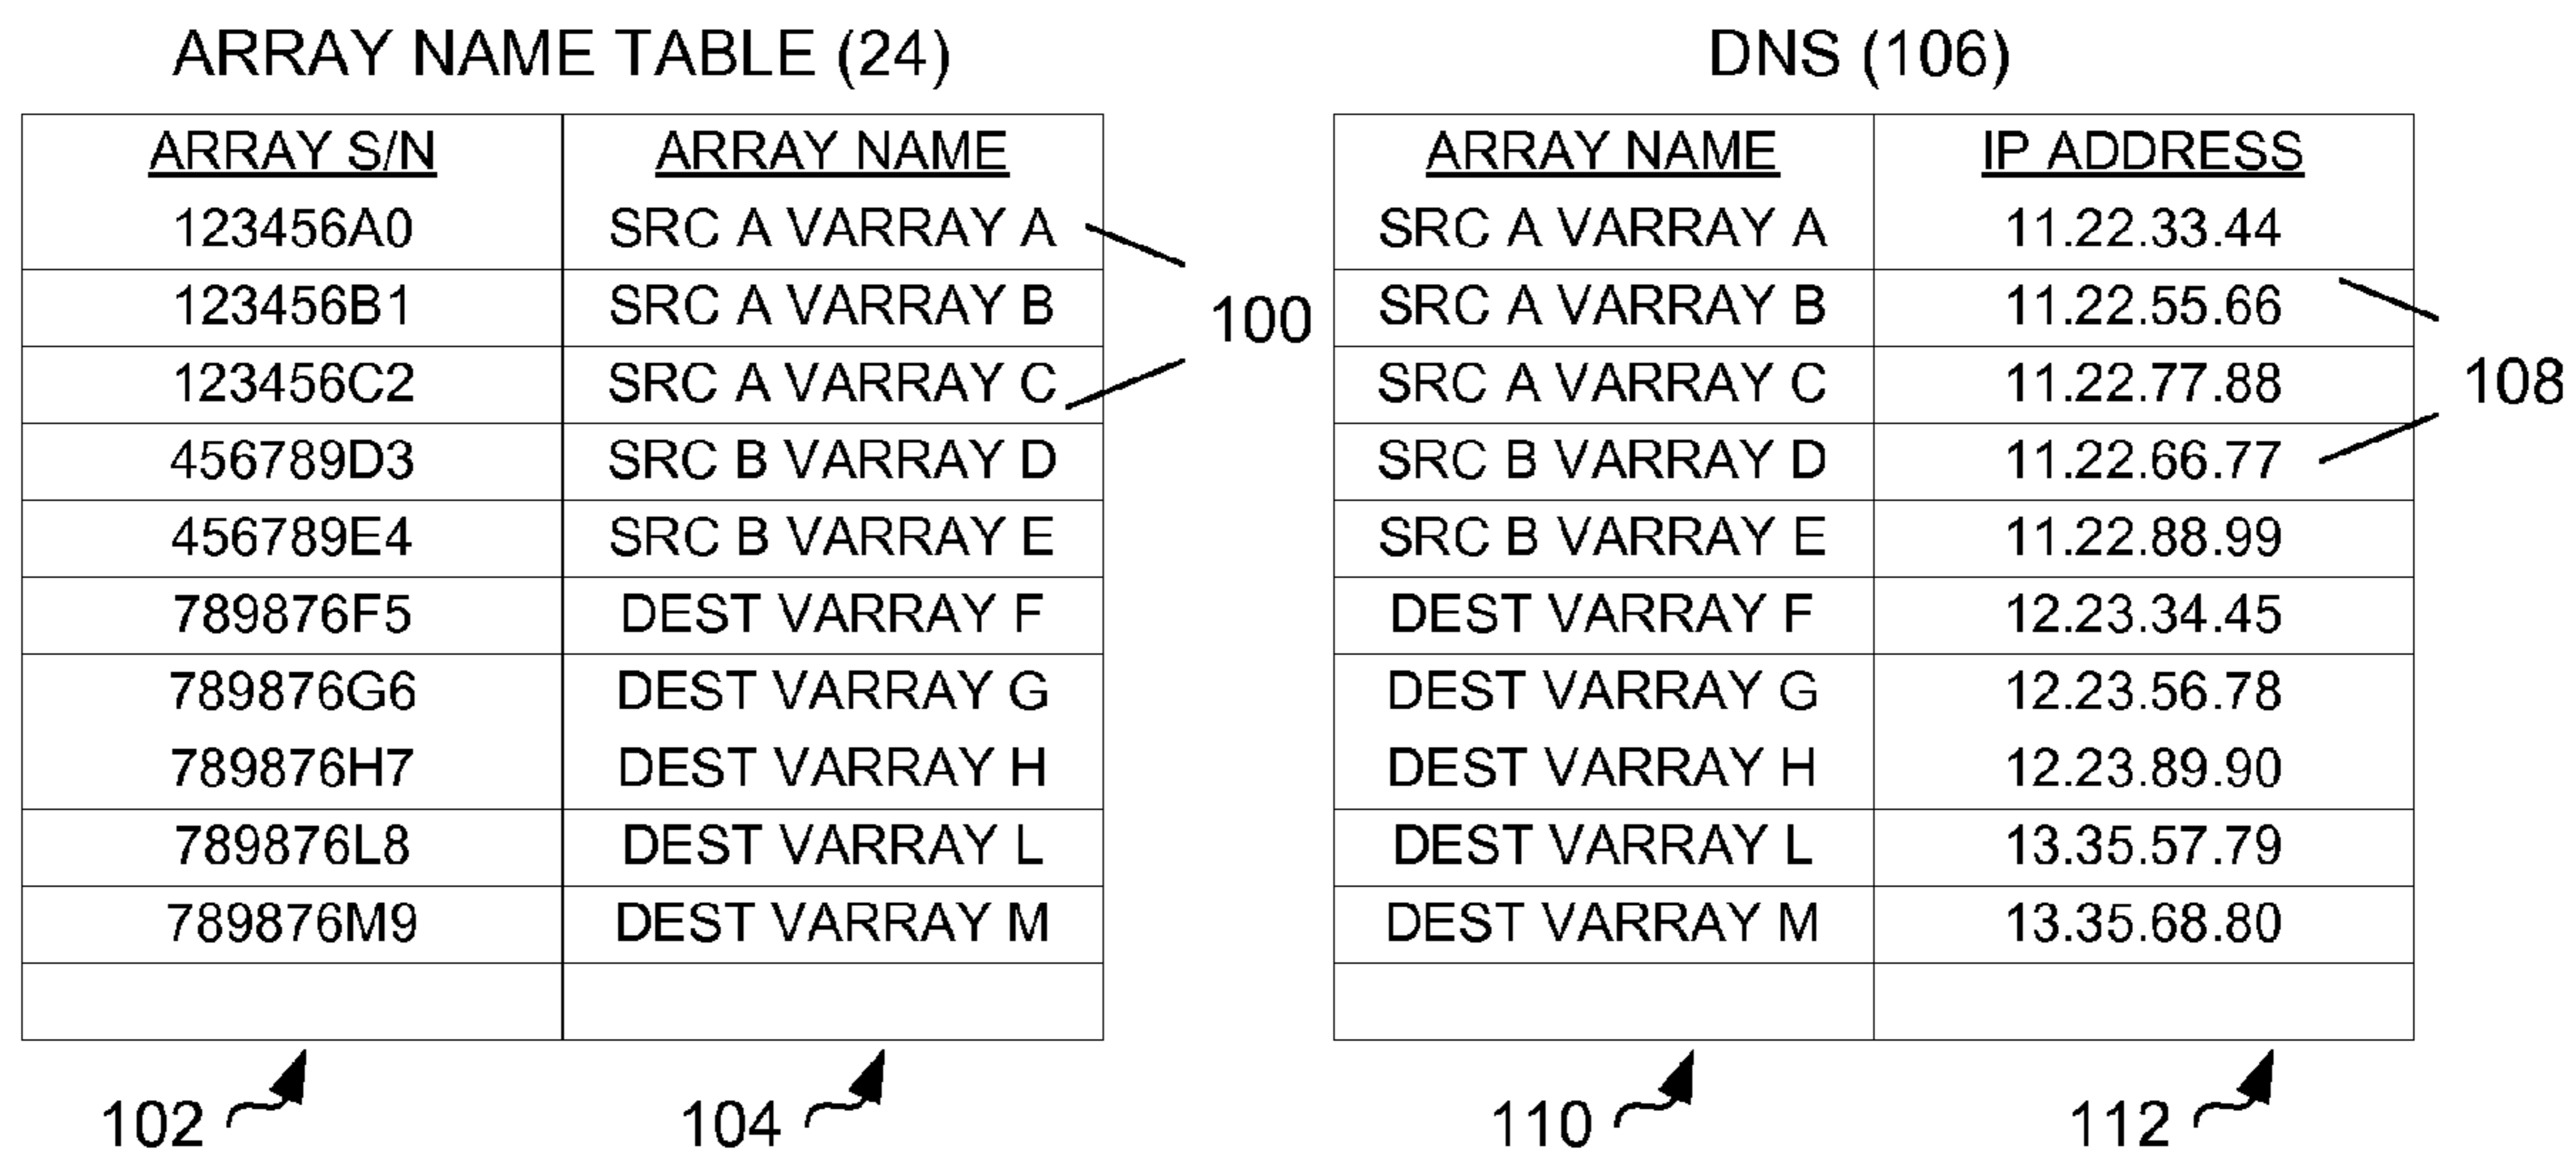 ARRAY NAME TABLE (24) DNS (106)
ARRAY S/N ARRAY NAME ARRAY NAME IP ADDRESS
123456A0 SRC A VARRAY A SRC A VARRAY A 11.22.33.44
123456B1 SRC A VARRAY B 100 SRC A VARRAY B 11.22.55.66
123456C2 SRC A VARRAY C SRC A VARRAY C 11.22.77.88 108
456789D3 SRC B VARRAY D SRC B VARRAY D 11.22.66.77
456789E4 SRC B VARRAY E SRC B VARRAY E 11.22.88.99
789876F5 DEST VARRAY F DEST VARRAY F 12.23.34.45
789876G6 DEST VARRAY G DEST VARRAY G 12.23.56.78
789876H7 DEST VARRAY H DEST VARRAY H 12.23.89.90
789876L8 DEST VARRAY L DEST VARRAY L 13.35.57.79
789876M9 DEST VARRAY M DEST VARRAY M 13.35.68.80
102 104 110 112